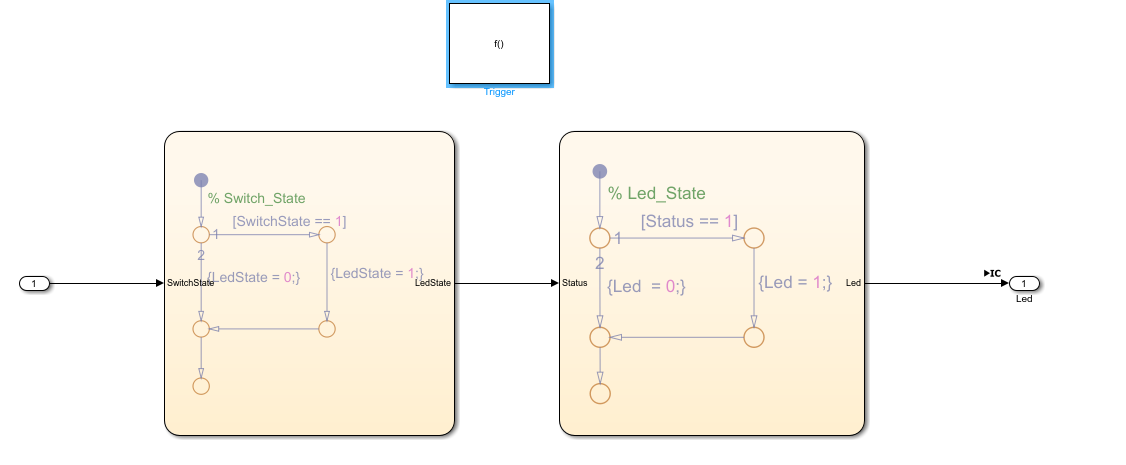 f()
Trigger
% Switch_State
[SwitchState == 1]
1
2
{LedState = 0;}
{LedState = 1;}
1
SwitchState
LedState
% Led_State
[Status == 1]
1
2
{Led  = 0;}
{Led = 1;}
Status
Led
IC
1
Led